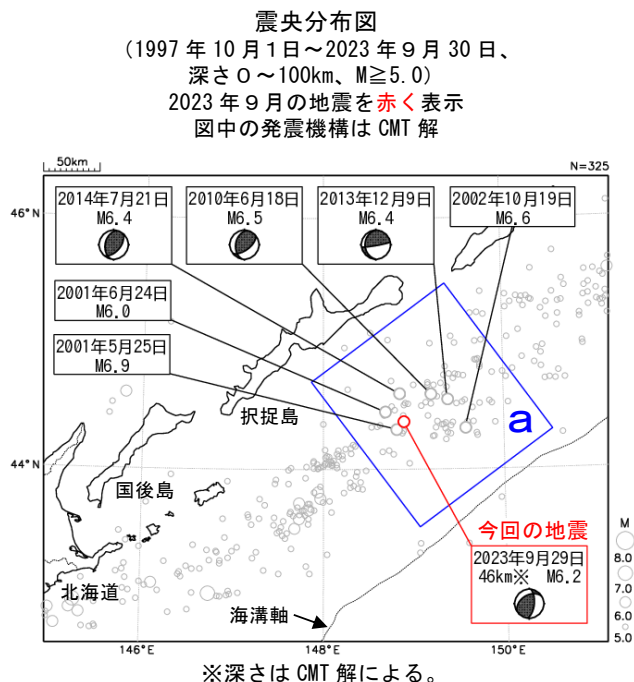 震央分布図
（1997年10月１日～2023年９月30日、
深さ０～100km、M≧5.0）
2023年９月の地震を赤く表示
図中の発震機構はCMT解
50km
N=325
46°N
2014年7月21日
M6.4
2010年6月18日
M6.5
2013年12月9日
M6.4
2002年10月19日
M6.6
2001年6月24日
M6.0
2001年5月25日
M6.9
択捉島
a
44°N
国後島
今回の地震
2023年9月29日
46km※ M6.2
北海道
海溝軸
M
8.0
7.0
6.0
5.0
146°E
148°E
150°E
※深さはCMT解による。